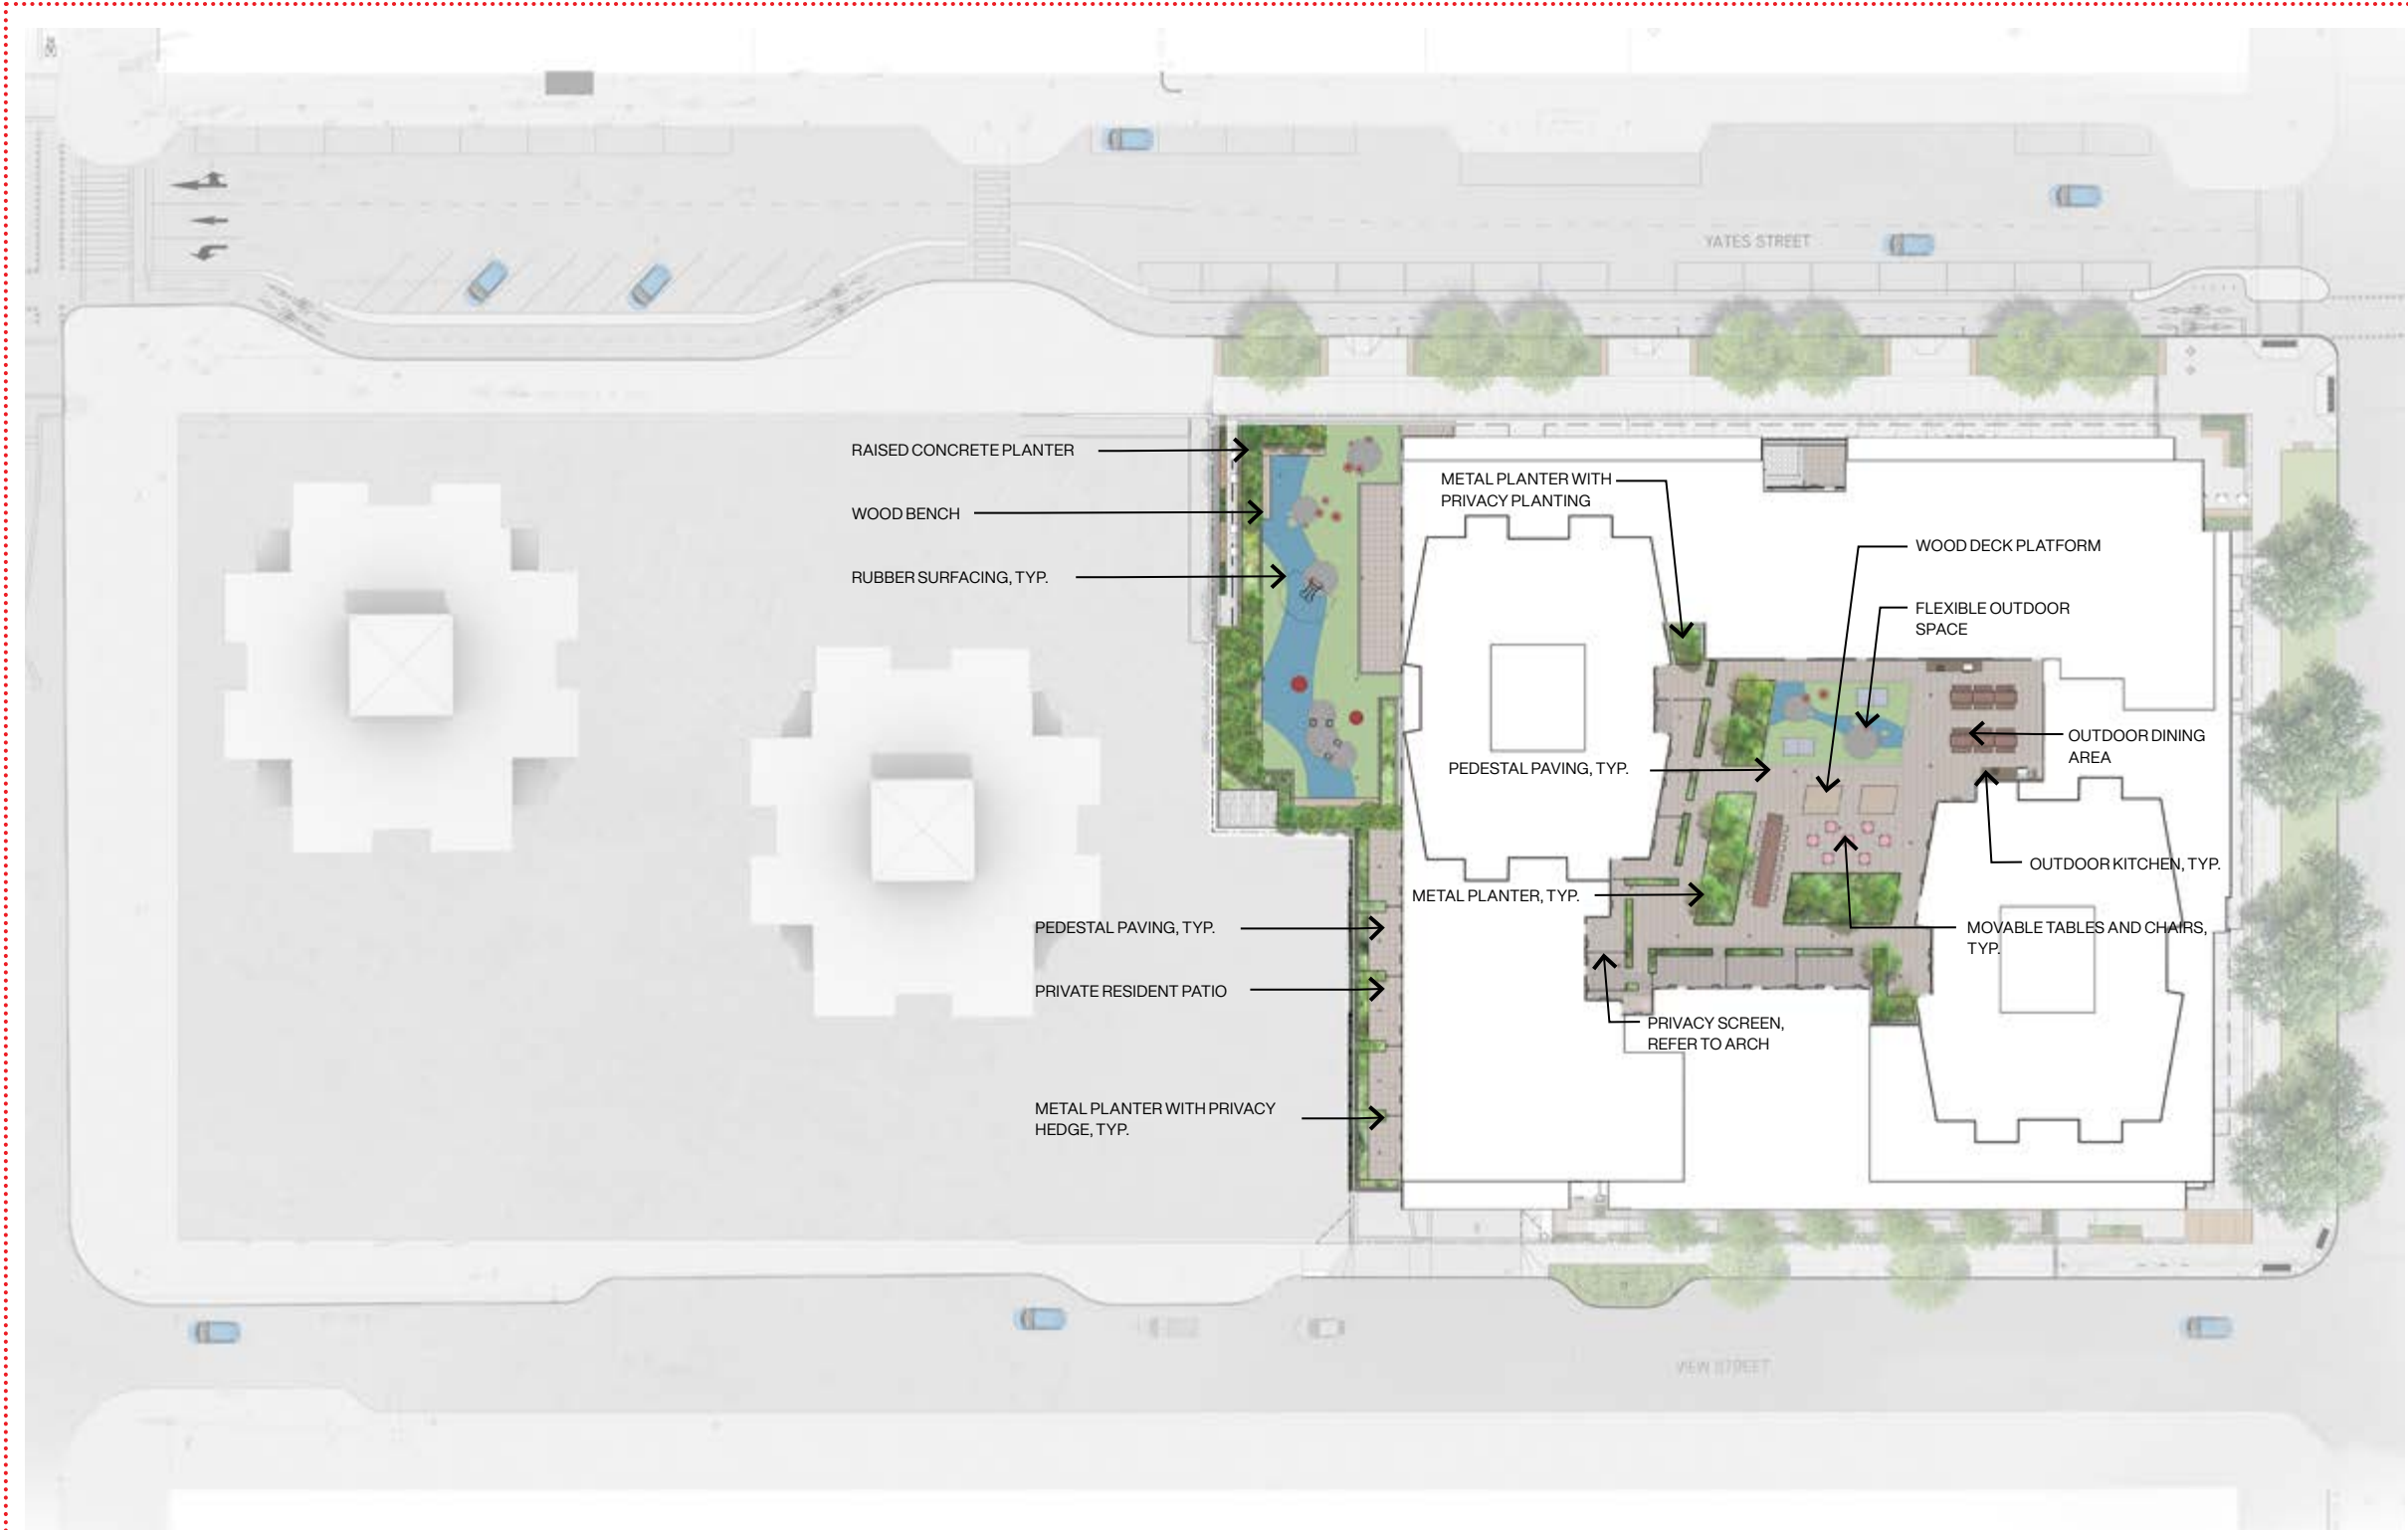 YATES STREET
RAISED CONCRETE PLANTER
WOOD BENCH
RUBBER SURFACING, TYP.
METAL PLANTER WITH
PRIVACY PLANTING
WOOD DECK PLATFORM
FLEXIBLE OUTDOOR
SPACE
OUTDOOR DINING
AREA
PEDESTAL PAVING, TYP.
OUTDOOR KITCHEN, TYP.
METAL PLANTER, TYP.
MOVABLE TABLES AND CHAIRS,
TYP.
PEDESTAL PAVING, TYP.
PRIVATE RESIDENT PATIO
PRIVACY SCREEN,
REFER TO ARCH
METAL PLANTER WITH PRIVACY
HEDGE, TYP.
VIEW STREET